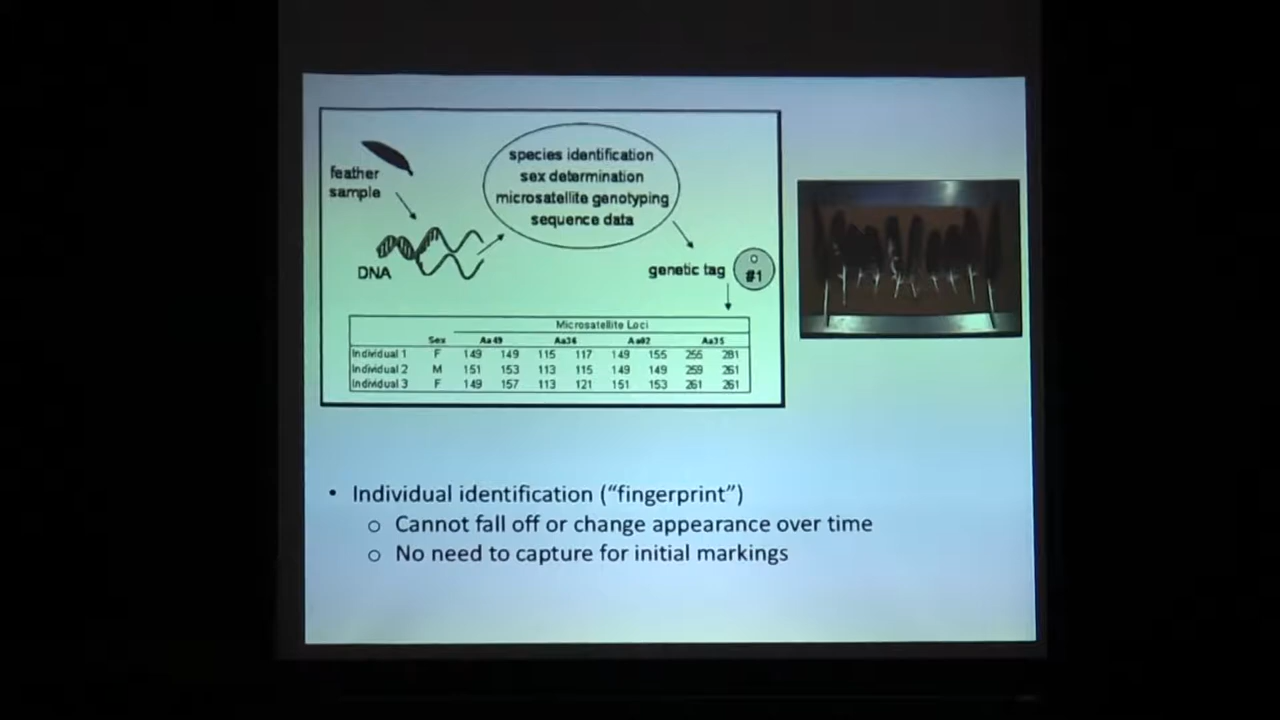 feather
sample
DNA
species identification
sex determination
microsatellite genotyping
sequence data
genetic tag
#1
Microsatellite Loci
Sex Aa49 Aa36 Aa02 Aa35
Individual 1 F 149 149 115 117 149 155 255 281
Individual 2 M 151 153 113 115 149 149 259 261
Individual 3 F 149 157 113 121 151 153 261 261
• Individual identification (“fingerprint”)
o Cannot fall off or change appearance over time
o No need to capture for initial markings